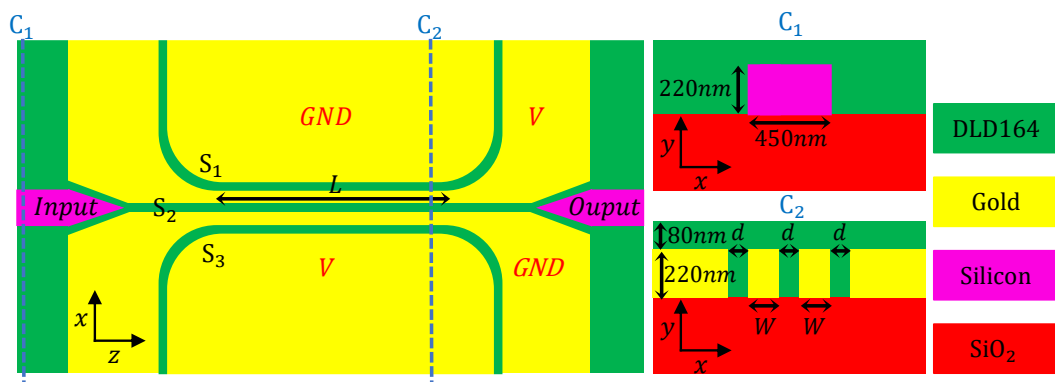 C₁
C₂
GND
V
S₁
L
Input
S₂
Ouput
S₃
V
GND
x
z
C₁
220nm
450nm
y
x
C₂
80nm
d
d
d
220nm
W
W
y
x
DLD164
Gold
Silicon
SiO₂